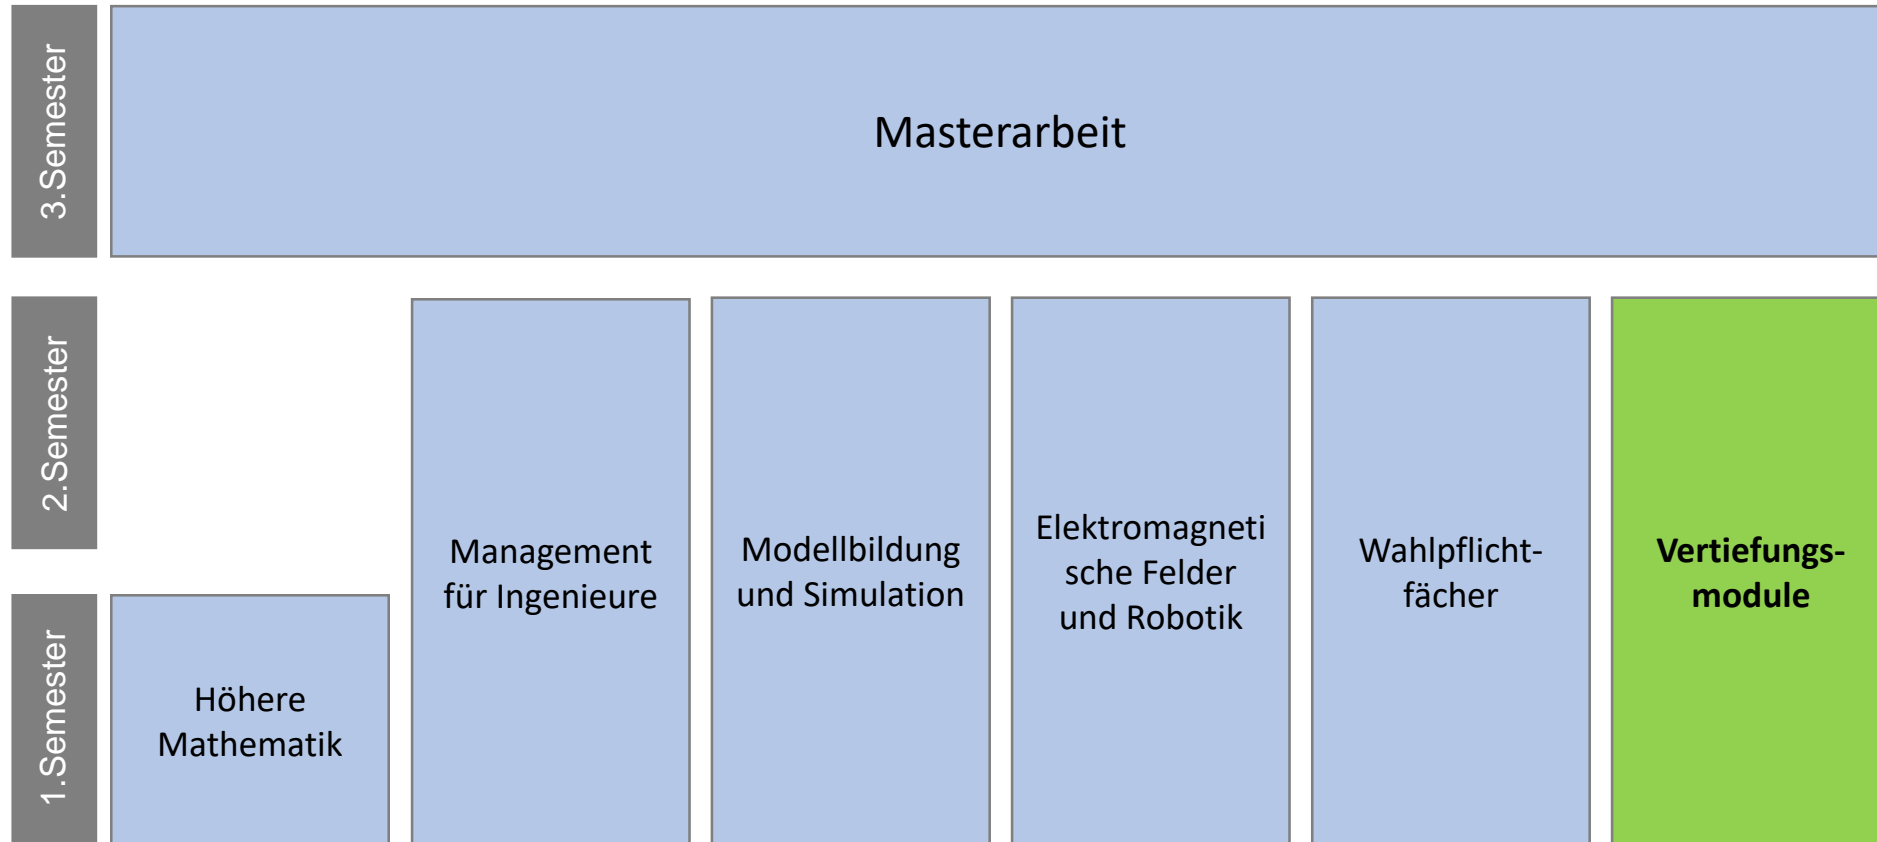 3.Semester
Masterarbeit
2.Semester
Management
für Ingenieure
Modellbildung
und Simulation
Elektromagneti
sche Felder
und Robotik
Wahlpflicht-
fächer
Vertiefungs-
module
1.Semester
Höhere
Mathematik